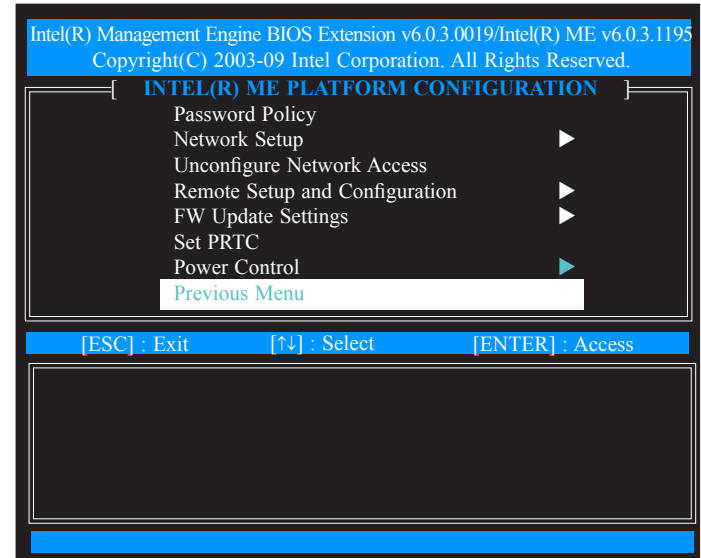 Intel(R) Management Engine BIOS Extension v6.0.3.0019/Intel(R) ME v6.0.3.1195
Copyright(C) 2003-09 Intel Corporation. All Rights Reserved.
[ INTEL(R) ME PLATFORM CONFIGURATION ]
Password Policy
Network Setup ▶
Unconfigure Network Access
Remote Setup and Configuration ▶
FW Update Settings ▶
Set PRTC
Power Control ▶
Previous Menu
[ESC] : Exit [↑↓] : Select [ENTER] : Access